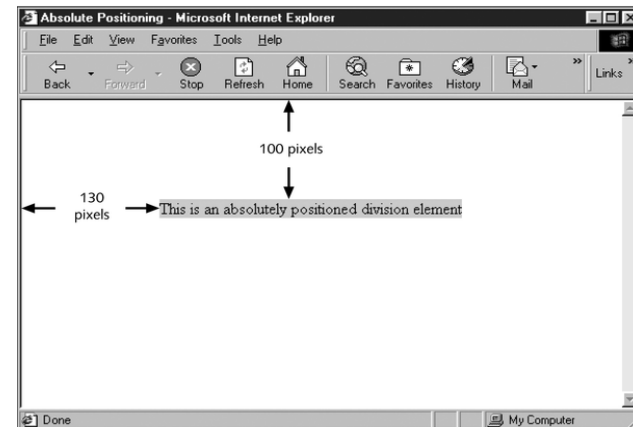 Absolute Positioning - Microsoft Internet Explorer
File Edit View Favorites Tools Help
Back Forward Stop Refresh Home Search Favorites History Mail » Links »
100 pixels
130
pixels
This is an absolutely positioned division element
Done My Computer